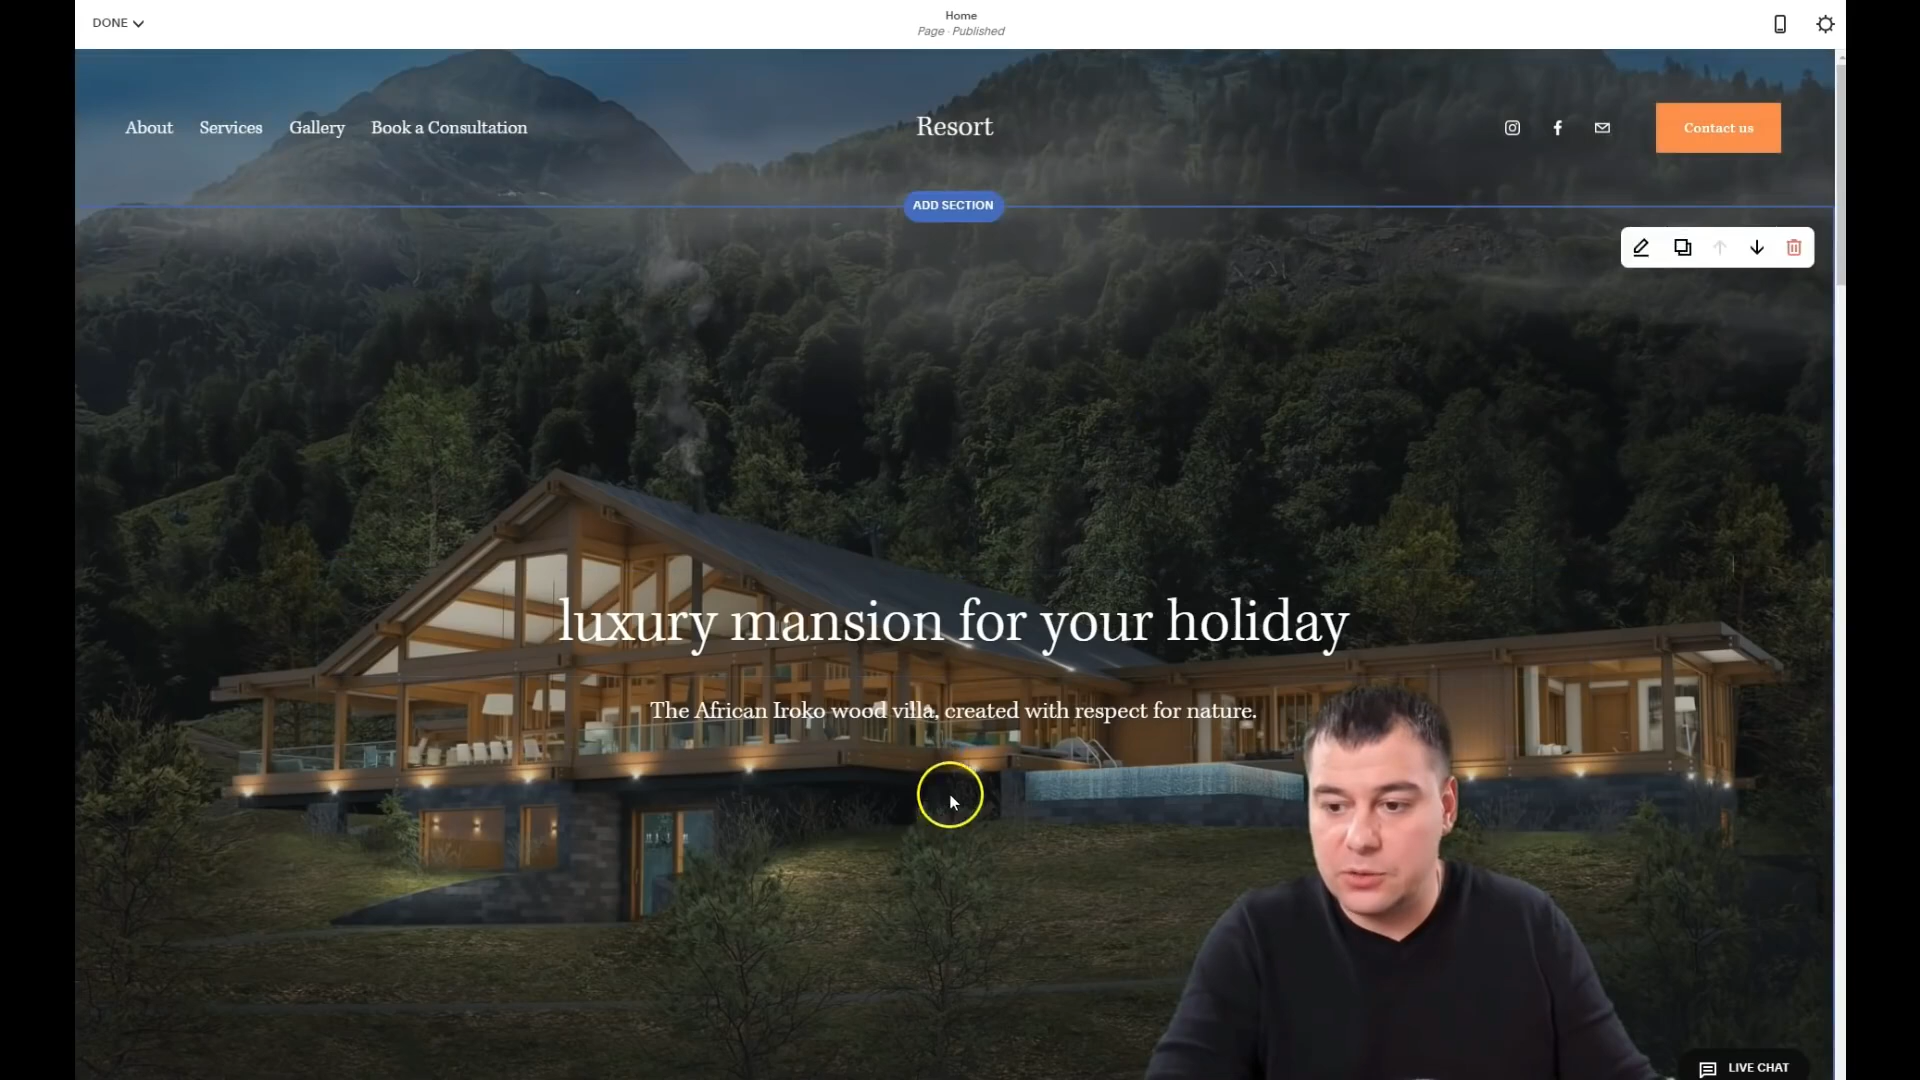 DONE
Home
Page · Published
About Services Gallery Book a Consultation
Resort
Contact us
ADD SECTION
luxury mansion for your holiday
The African Iroko wood villa, created with respect for nature.
LIVE CHAT